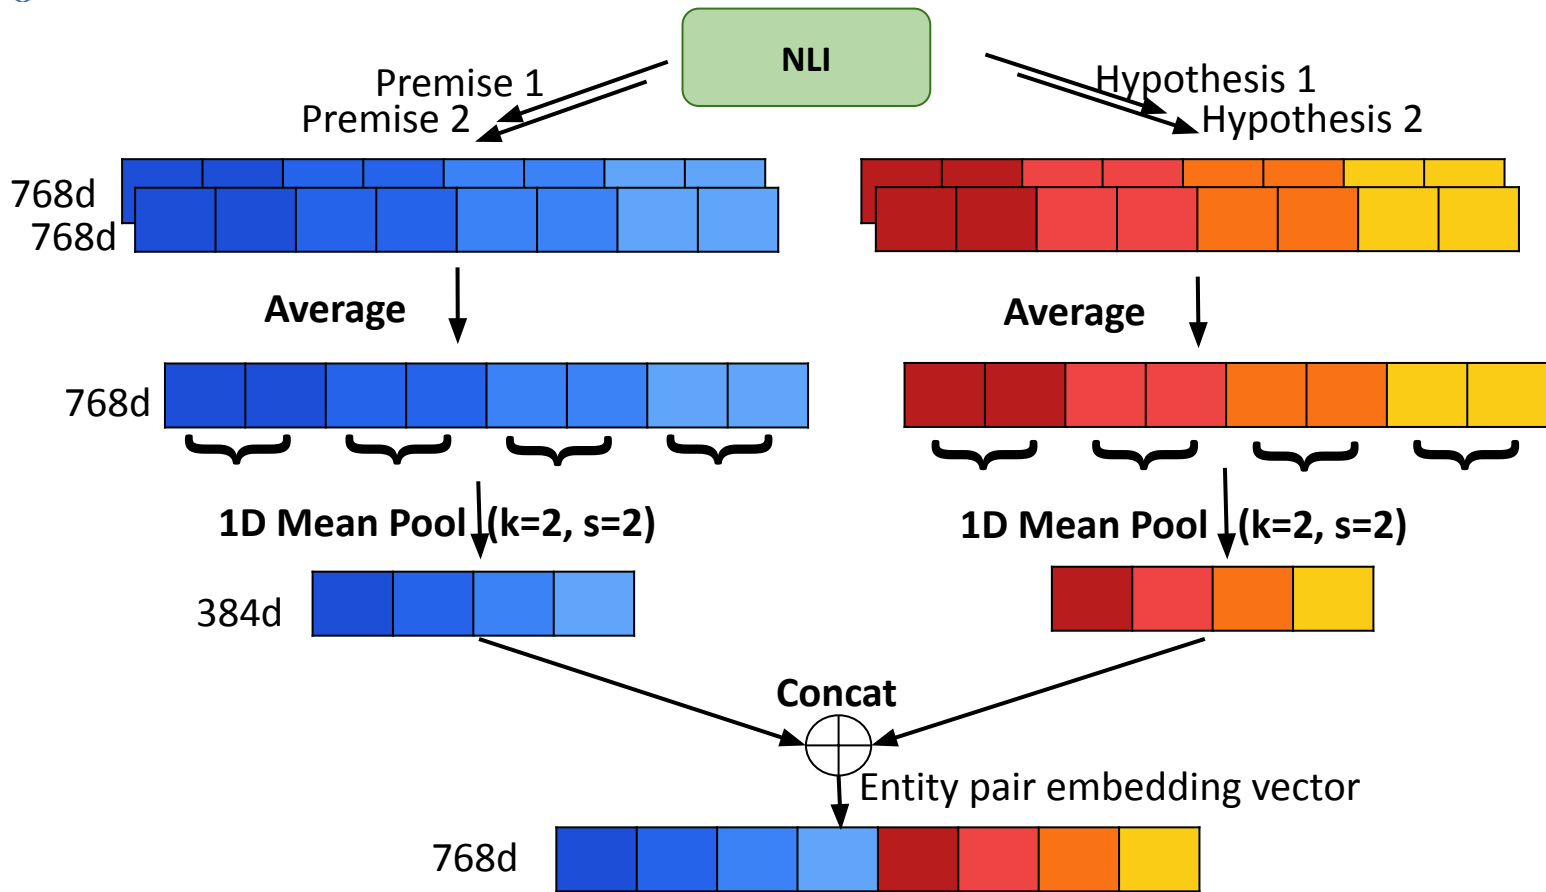 NLI
Premise 1
Premise 2
Hypothesis 1
Hypothesis 2
768d
768d
Average
Average
768d
1D Mean Pool (k=2, s=2)
1D Mean Pool (k=2, s=2)
384d
Concat
Entity pair embedding vector
768d